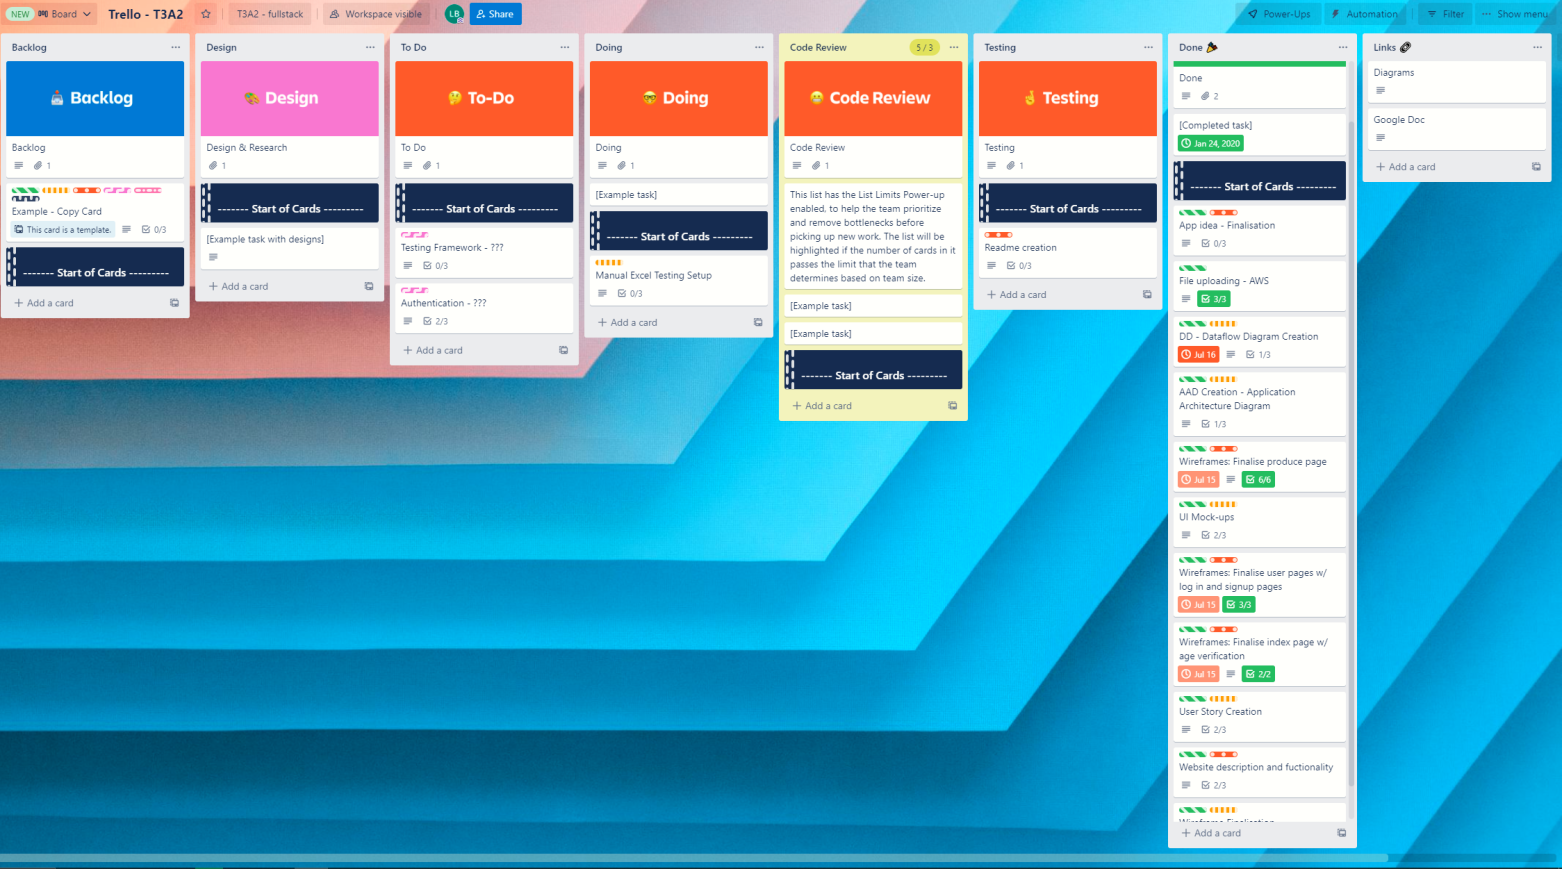 NEW Board Trello - T3A2 T3A2 - fullstack Workspace visible LB Share Power-Ups Automation Filter Show menu
Backlog
Backlog
Backlog
1
Example - Copy Card
This card is a template. 0/3
------- Start of Cards ---------
+ Add a card
Design
Design
Design & Research
1
------- Start of Cards ---------
[Example task with designs]
+ Add a card
To Do
To-Do
To Do
1
------- Start of Cards ---------
Testing Framework - ???
0/3
Authentication - ???
2/3
+ Add a card
Doing
Doing
Doing
1
[Example task]
------- Start of Cards ---------
Manual Excel Testing Setup
0/3
+ Add a card
Code Review 5 / 3
Code Review
Code Review
1
This list has the List Limits Power-up
enabled, to help the team prioritize
and remove bottlenecks before
picking up new work. The list will be
highlighted if the number of cards in it
passes the limit that the team
determines based on team size.
[Example task]
[Example task]
------- Start of Cards ---------
+ Add a card
Testing
Testing
Testing
1
------- Start of Cards ---------
Readme creation
0/3
+ Add a card
Done
Done
2
[Completed task]
Jan 24, 2020
------- Start of Cards ---------
App idea - Finalisation
0/3
File uploading - AWS
3/3
DD - Dataflow Diagram Creation
Jul 16 1/3
AAD Creation - Application
Architecture Diagram
1/3
Wireframes: Finalise produce page
Jul 15 6/6
UI Mock-ups
2/3
Wireframes: Finalise user pages w/
log in and signup pages
Jul 15 3/3
Wireframes: Finalise index page w/
age verification
Jul 15 2/2
User Story Creation
2/3
Website description and fuctionality
2/3
+ Add a card
Links
Diagrams
Google Doc
+ Add a card